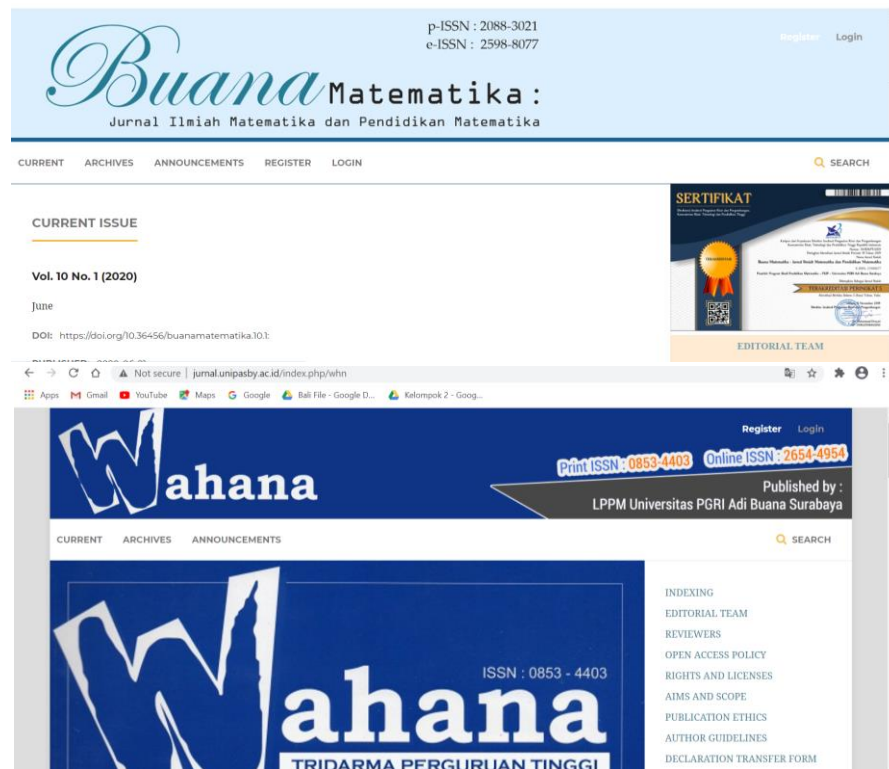 p-ISSN : 2088-3021
e-ISSN : 2598-8077
Register Login
Buana Matematika :
Jurnal Ilmiah Matematika dan Pendidikan Matematika
CURRENT ARCHIVES ANNOUNCEMENTS REGISTER LOGIN
SEARCH
CURRENT ISSUE
Vol. 10 No. 1 (2020)
June
DOI: https://doi.org/10.36456/buanamatematika.10.1:
SERTIFIKAT
TERAKREDITASI PERINGKAT 5
EDITORIAL TEAM
Not secure | jurnal.unipasby.ac.id/index.php/whn
Apps Gmail YouTube Maps Google Bali File - Google D... Kelompok 2 - Goog...
Wahana
Register Login
Print ISSN : 0853-4403 Online ISSN : 2654-4954
Published by :
LPPM Universitas PGRI Adi Buana Surabaya
CURRENT ARCHIVES ANNOUNCEMENTS
SEARCH
ISSN : 0853 - 4403
Wahana
TRIDARMA PERGURUAN TINGGI
INDEXING
EDITORIAL TEAM
REVIEWERS
OPEN ACCESS POLICY
RIGHTS AND LICENSES
AIMS AND SCOPE
PUBLICATION ETHICS
AUTHOR GUIDELINES
DECLARATION TRANSFER FORM